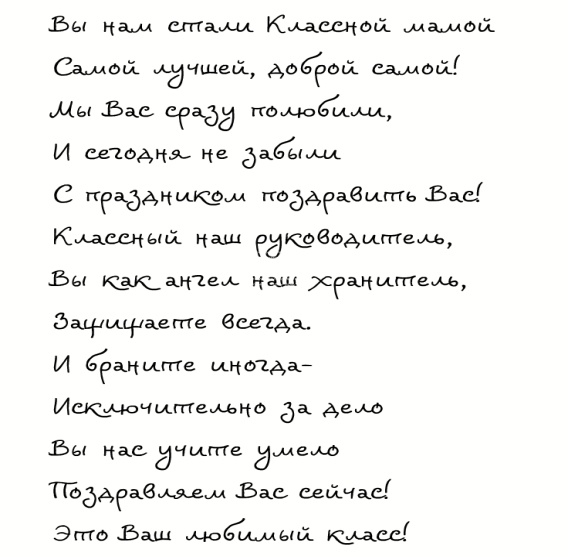 Вы нам стали Классной мамой
Самой лучшей, доброй самой!
Мы Вас сразу полюбили,
И сегодня не забыли
С праздником поздравить Вас!
Классный наш руководитель,
Вы как ангел наш хранитель,
Защищаете всегда.
И браните иногда-
Исключительно за дело
Вы нас учите умело
Поздравляем Вас сейчас!
Это Ваш любимый класс!